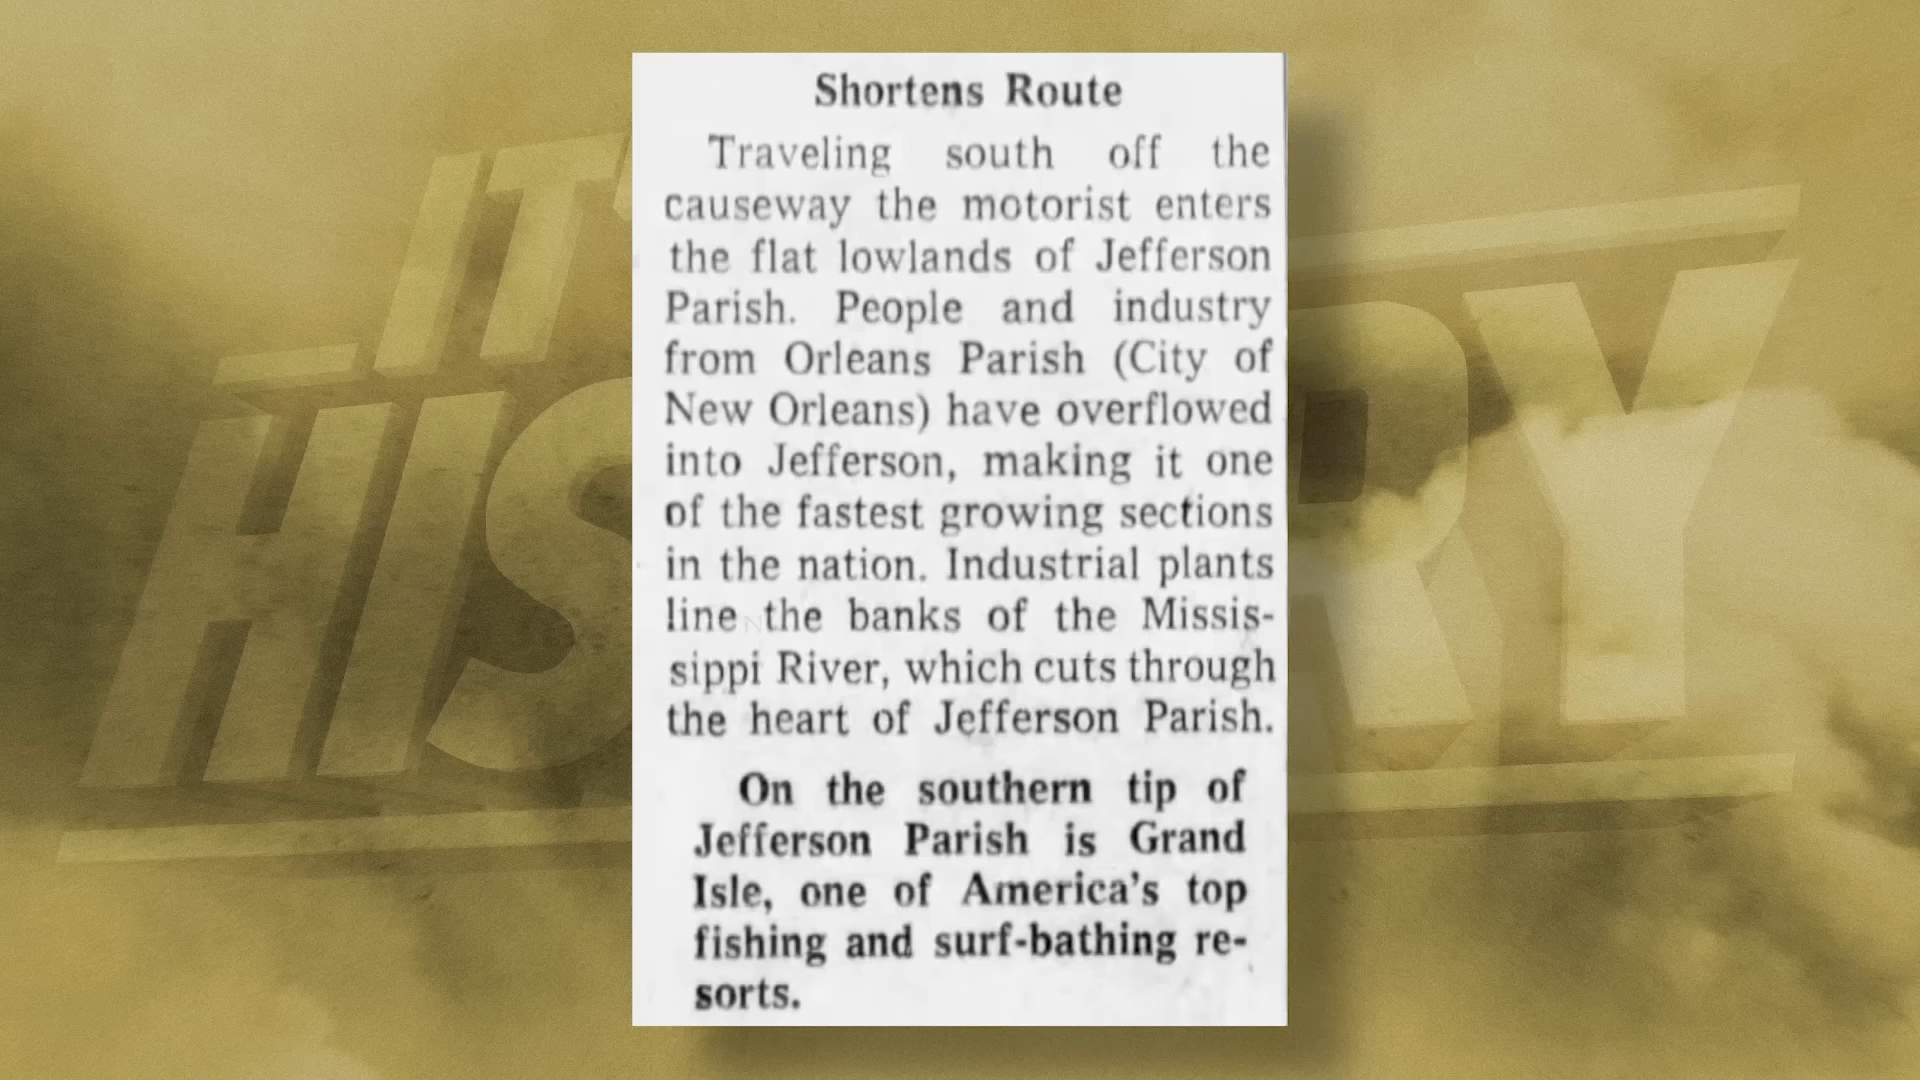 Shortens Route
Traveling south off the
causeway the motorist enters
the flat lowlands of Jefferson
Parish. People and industry
from Orleans Parish (City of
New Orleans) have overflowed
into Jefferson, making it one
of the fastest growing sections
in the nation. Industrial plants
line the banks of the Missis-
sippi River, which cuts through
the heart of Jefferson Parish.
On the southern tip of
Jefferson Parish is Grand
Isle, one of America's top
fishing and surf-bathing re-
sorts.